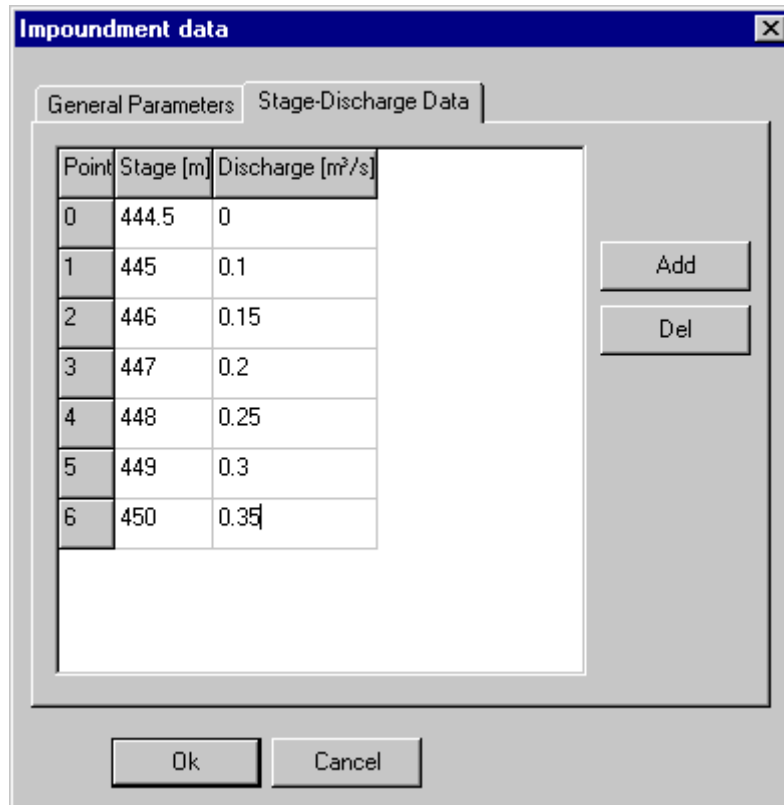 Impoundment data
General Parameters Stage-Discharge Data
Point Stage [m] Discharge [m³/s]
0 444.5 0
1 445 0.1
2 446 0.15
3 447 0.2
4 448 0.25
5 449 0.3
6 450 0.35
Add
Del
Ok Cancel